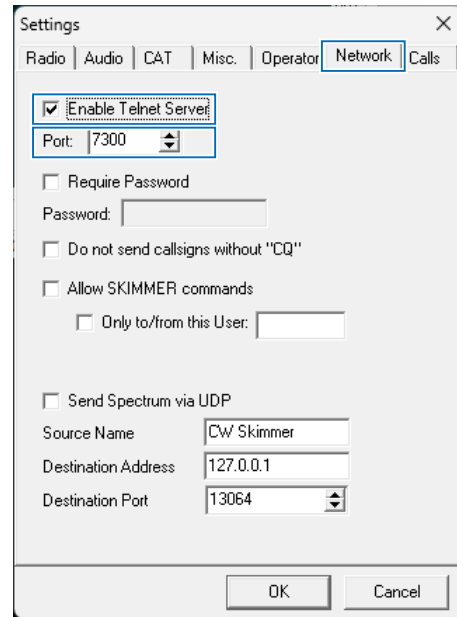 Settings
Radio Audio CAT Misc. Operator Network Calls
Enable Telnet Server
Port: 7300
Require Password
Password:
Do not send callsigns without "CQ"
Allow SKIMMER commands
Only to/from this User:
Send Spectrum via UDP
Source Name CW Skimmer
Destination Address 127.0.0.1
Destination Port 13064
OK Cancel